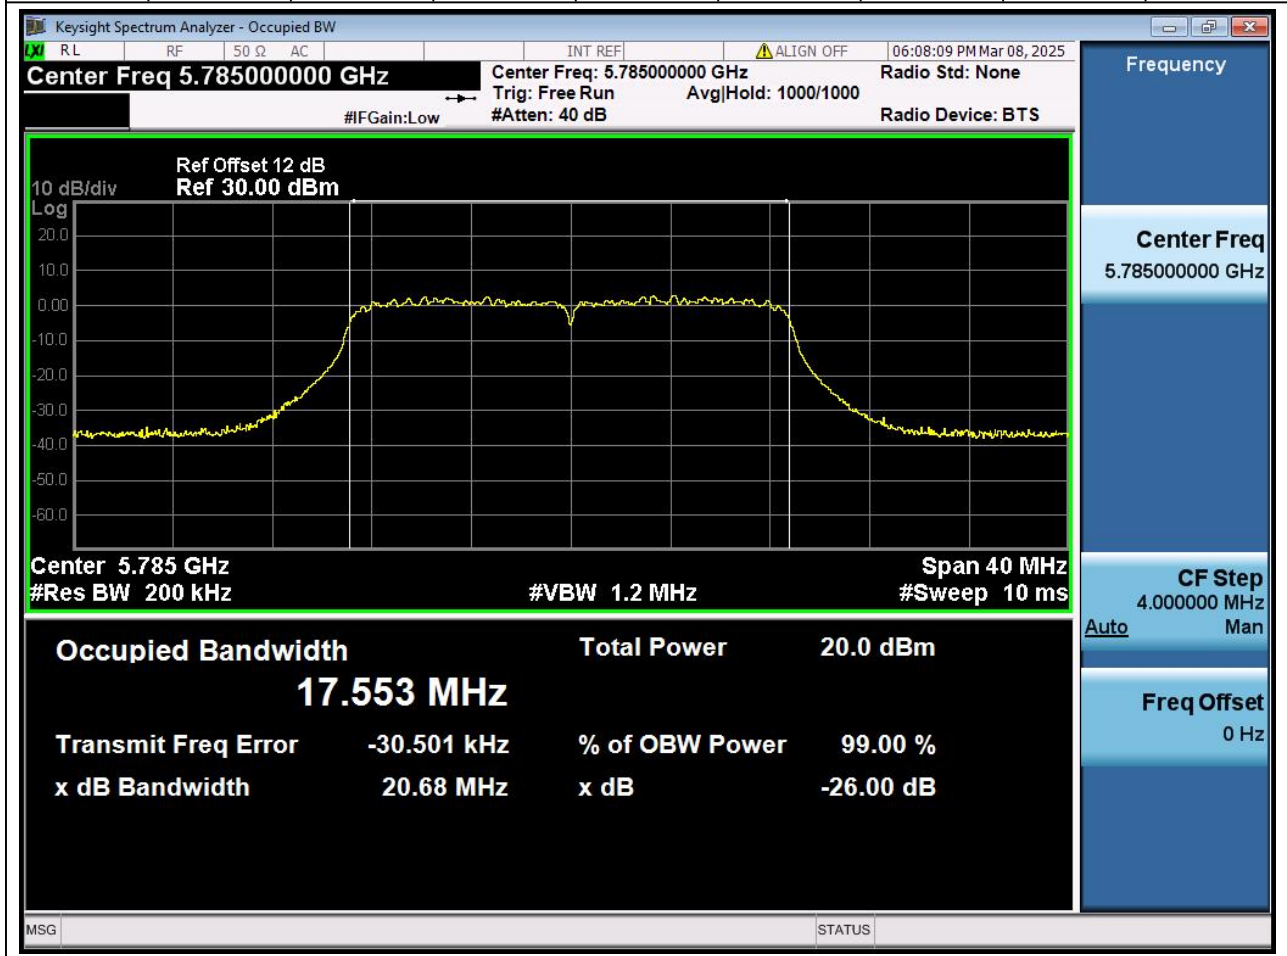 Keysight Spectrum Analyzer - Occupied BW
LXI RL RF 50 Ω AC INT REF ALIGN OFF 06:08:09 PM Mar 08, 2025
Center Freq 5.785000000 GHz
Center Freq: 5.785000000 GHz
Radio Std: None
Trig: Free Run Avg|Hold: 1000/1000
#IFGain:Low
#Atten: 40 dB
Radio Device: BTS
Ref Offset 12 dB
10 dB/div Ref 30.00 dBm
Log
20.0
10.0
0.00
-10.0
-20.0
-30.0
-40.0
-50.0
-60.0
Center 5.785 GHz Span 40 MHz
#Res BW 200 kHz #VBW 1.2 MHz #Sweep 10 ms
Occupied Bandwidth Total Power 20.0 dBm
17.553 MHz
Transmit Freq Error -30.501 kHz % of OBW Power 99.00 %
x dB Bandwidth 20.68 MHz x dB -26.00 dB
Frequency
Center Freq
5.785000000 GHz
CF Step
4.000000 MHz
Auto Man
Freq Offset
0 Hz
MSG STATUS